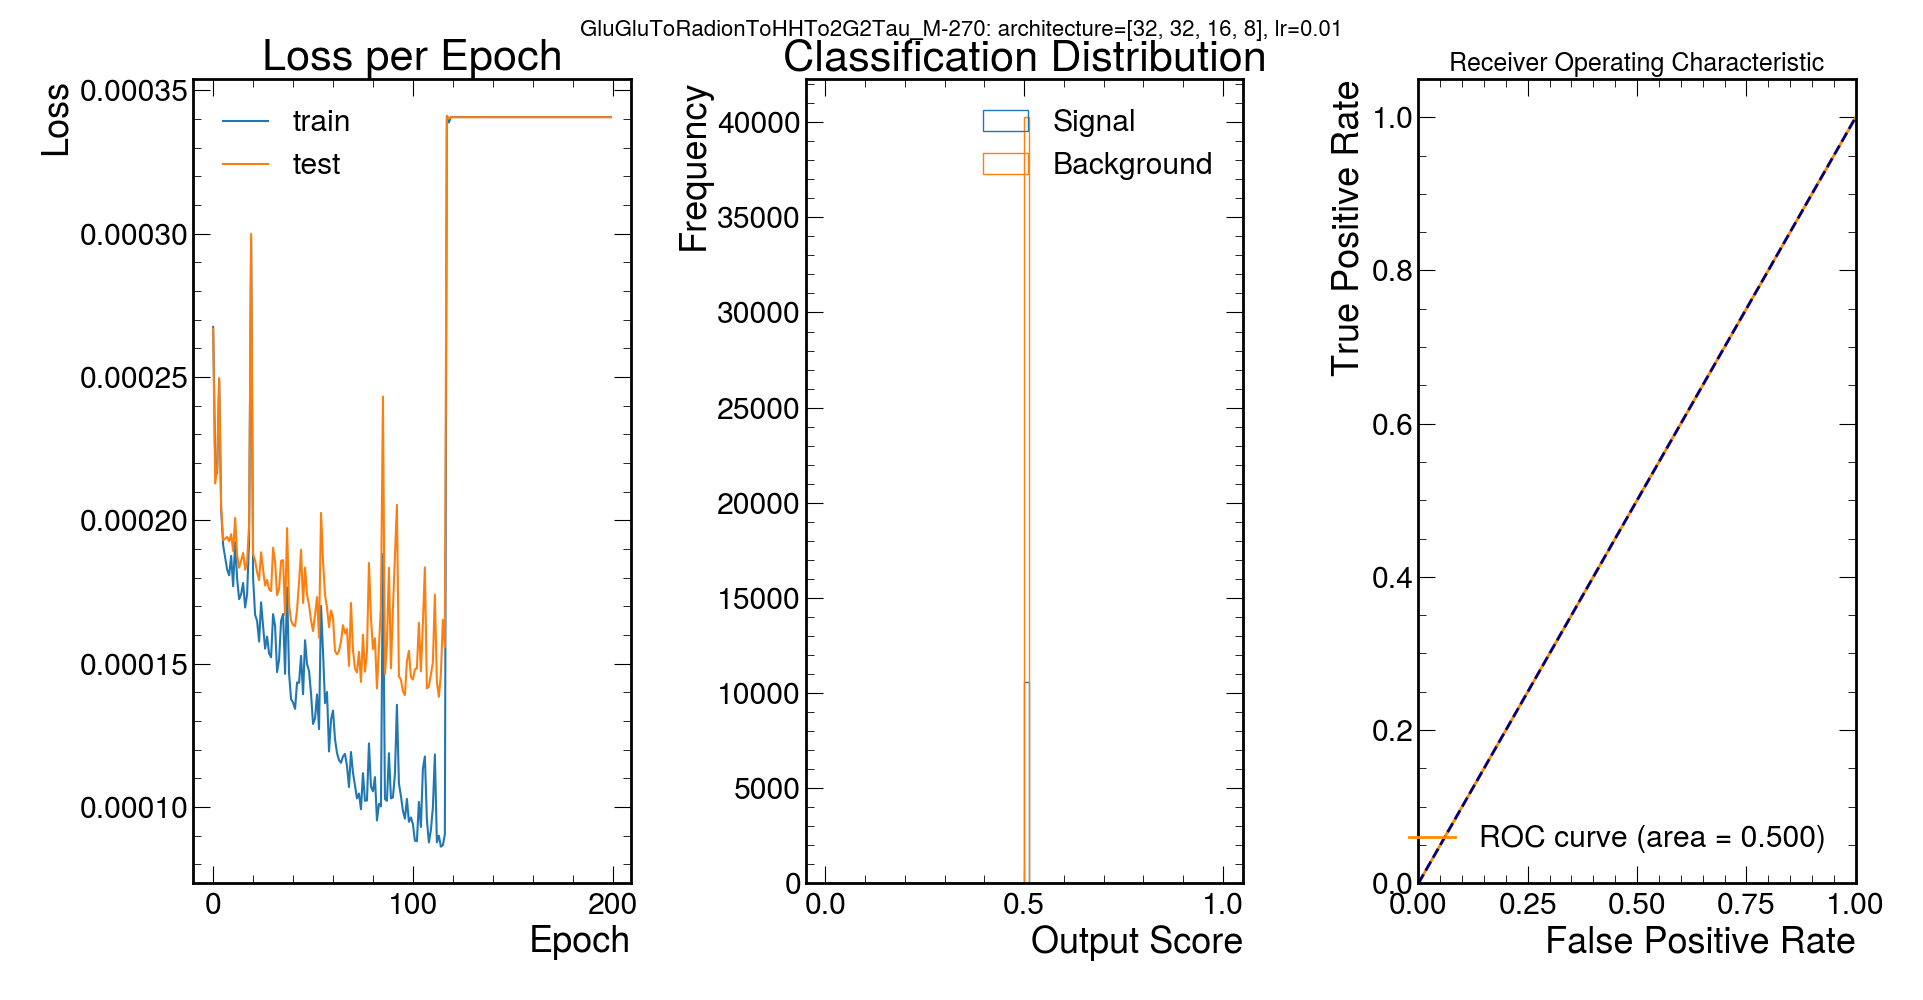 GluGluToRadionToHHTo2G2Tau_M-270: architecture=[32, 32, 16, 8], lr=0.01
Loss per Epoch
Loss
0.00035
0.00030
0.00025
0.00020
0.00015
0.00010
train
test
0
100
200
Epoch
Classification Distribution
Frequency
40000
35000
30000
25000
20000
15000
10000
5000
0
Signal
Background
0.0
0.5
1.0
Output Score
Receiver Operating Characteristic
True Positive Rate
1.0
0.8
0.6
0.4
0.2
0.0
ROC curve (area = 0.500)
0.00
0.25
0.50
0.75
1.00
False Positive Rate